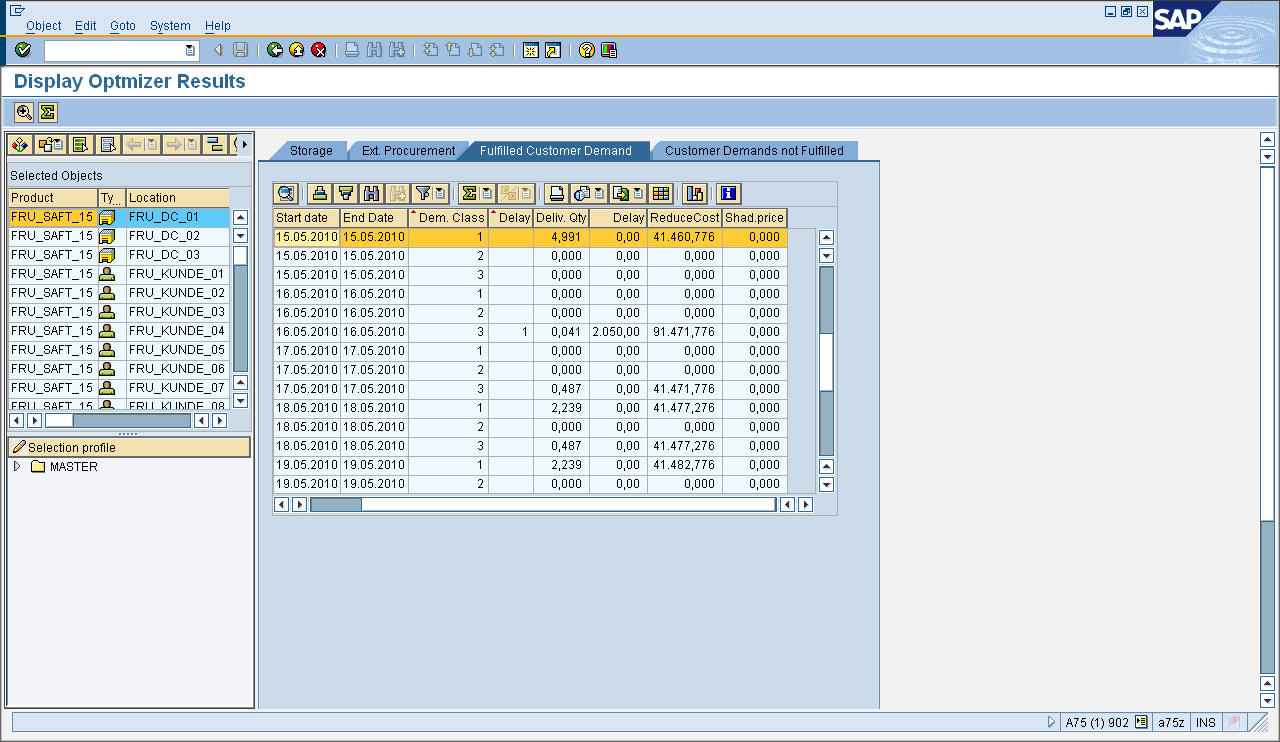 Object Edit Goto System Help
SAP
Display Optmizer Results
Selected Objects
Product Ty... Location
FRU_SAFT_15 FRU_DC_01
FRU_SAFT_15 FRU_DC_02
FRU_SAFT_15 FRU_DC_03
FRU_SAFT_15 FRU_KUNDE_01
FRU_SAFT_15 FRU_KUNDE_02
FRU_SAFT_15 FRU_KUNDE_03
FRU_SAFT_15 FRU_KUNDE_04
FRU_SAFT_15 FRU_KUNDE_05
FRU_SAFT_15 FRU_KUNDE_06
FRU_SAFT_15 FRU_KUNDE_07
FRU_SAFT_15 FRU_KUNDE_08
Selection profile
MASTER
Storage Ext. Procurement Fulfilled Customer Demand Customer Demands not Fulfilled
Start date End Date Dem. Class Delay Deliv. Qty Delay ReduceCost Shad.price
15.05.2010 15.05.2010 1 4,991 0,00 41.460,776 0,000
15.05.2010 15.05.2010 2 0,000 0,00 0,000 0,000
15.05.2010 15.05.2010 3 0,000 0,00 0,000 0,000
16.05.2010 16.05.2010 1 0,000 0,00 0,000 0,000
16.05.2010 16.05.2010 2 0,000 0,00 0,000 0,000
16.05.2010 16.05.2010 3 1 0,041 2.050,00 91.471,776 0,000
17.05.2010 17.05.2010 1 0,000 0,00 0,000 0,000
17.05.2010 17.05.2010 2 0,000 0,00 0,000 0,000
17.05.2010 17.05.2010 3 0,487 0,00 41.471,776 0,000
18.05.2010 18.05.2010 1 2,239 0,00 41.477,276 0,000
18.05.2010 18.05.2010 2 0,000 0,00 0,000 0,000
18.05.2010 18.05.2010 3 0,487 0,00 41.477,276 0,000
19.05.2010 19.05.2010 1 2,239 0,00 41.482,776 0,000
19.05.2010 19.05.2010 2 0,000 0,00 0,000 0,000
A75 (1) 902 a75z INS